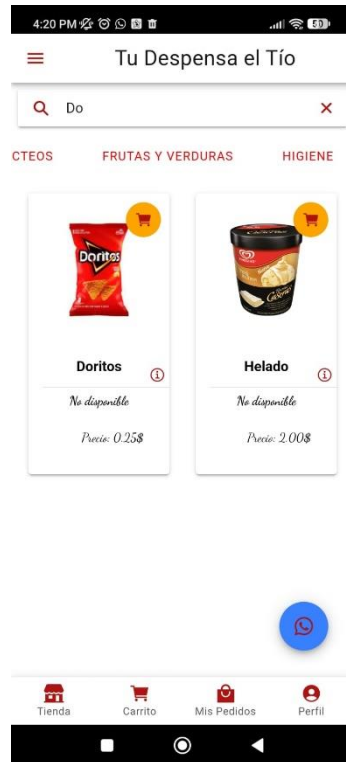 4:20 PM
50
Tu Despensa el Tío
Do
CTEOS FRUTAS Y VERDURAS HIGIENE
Doritos
Doritos Helado
No disponible No disponible
Precio: 0.25$ Precio: 2.00$
Tienda Carrito Mis Pedidos Perfil